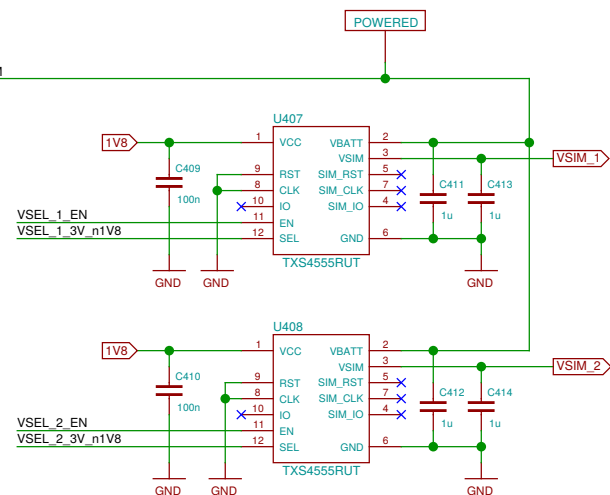 POWERED
U407
1V8
1 VCC VBATT 2
VSIM 3
VSIM_1
C409
100n
9 RST SIM_RST 5
8 CLK SIM_CLK 7
10 IO SIM_IO 4
C411
1u
C413
1u
VSEL_1_EN
11 EN
VSEL_1_3V_n1V8
12 SEL GND 6
TXS4555RUT
GND
GND
GND
U408
1V8
1 VCC VBATT 2
VSIM 3
VSIM_2
C410
100n
9 RST SIM_RST 5
8 CLK SIM_CLK 7
10 IO SIM_IO 4
C412
1u
C414
1u
VSEL_2_EN
11 EN
VSEL_2_3V_n1V8
12 SEL GND 6
TXS4555RUT
GND
GND
GND